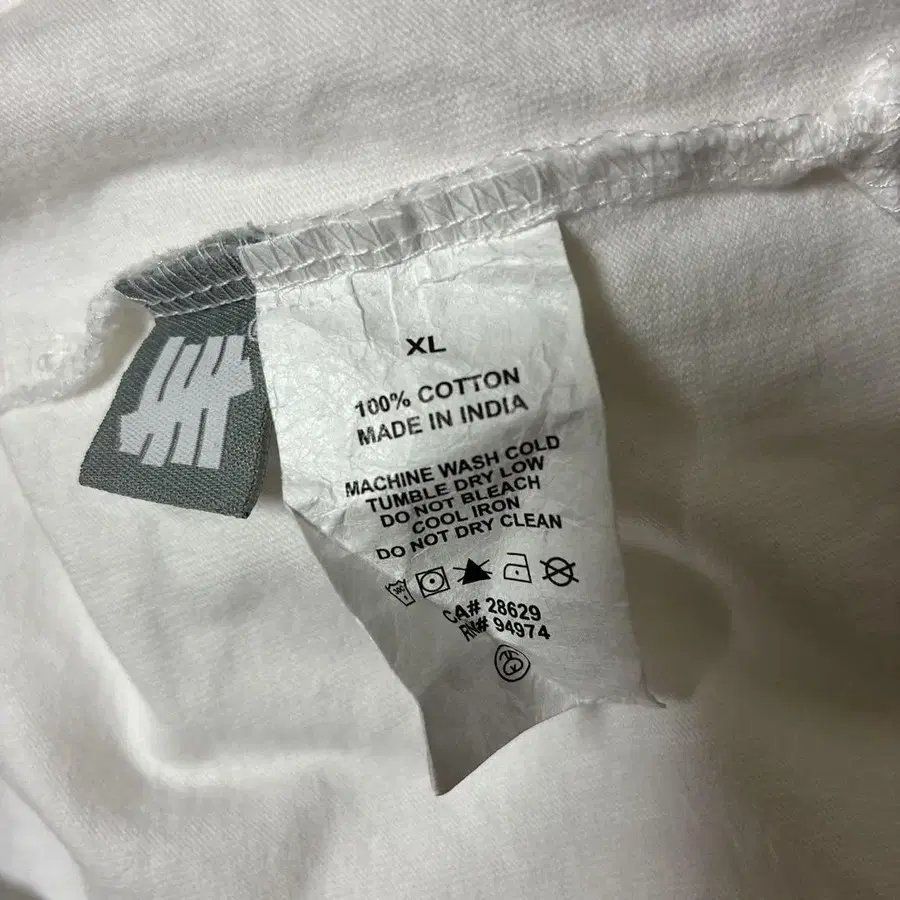 XL
100% COTTON
MADE IN INDIA
MACHINE WASH COLD
TUMBLE DRY LOW
DO NOT BLEACH
COOL IRON
DO NOT DRY CLEAN
CA# 28629
RN# 94974